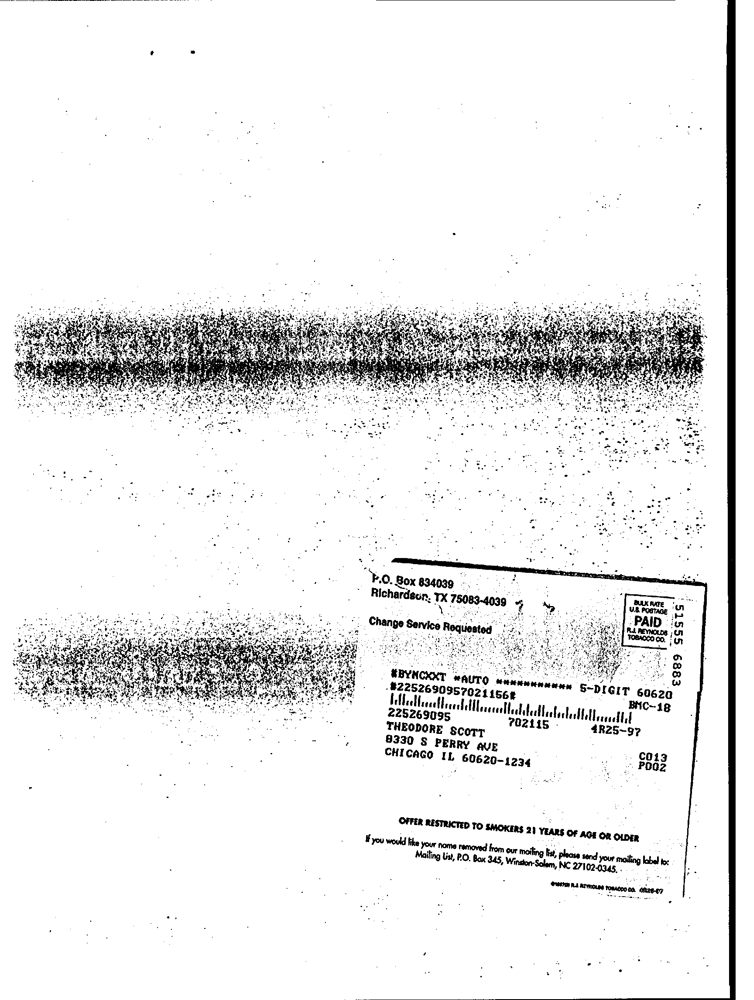 P.O. Box 834039
Richardson, TX 75083-4039
Change Service Requested
BULK RATE
U.S. POSTAGE
PAID
R.J. REYNOLDS
TOBACCO CO.
51555 6883
#BYNCXXT *AUTO *********** 5-DIGIT 60620
#2252690957021156# BMC-18
225269095 702115 4R25-97
THEODORE SCOTT
8330 S PERRY AVE C013
CHICAGO IL 60620-1234 P002
OFFER RESTRICTED TO SMOKERS 21 YEARS OF AGE OR OLDER
If you would like your name removed from our mailing list, please send your mailing label to:
Mailing List, P.O. Box 345, Winston-Salem, NC 27102-0345.
R.J. REYNOLDS TOBACCO CO.